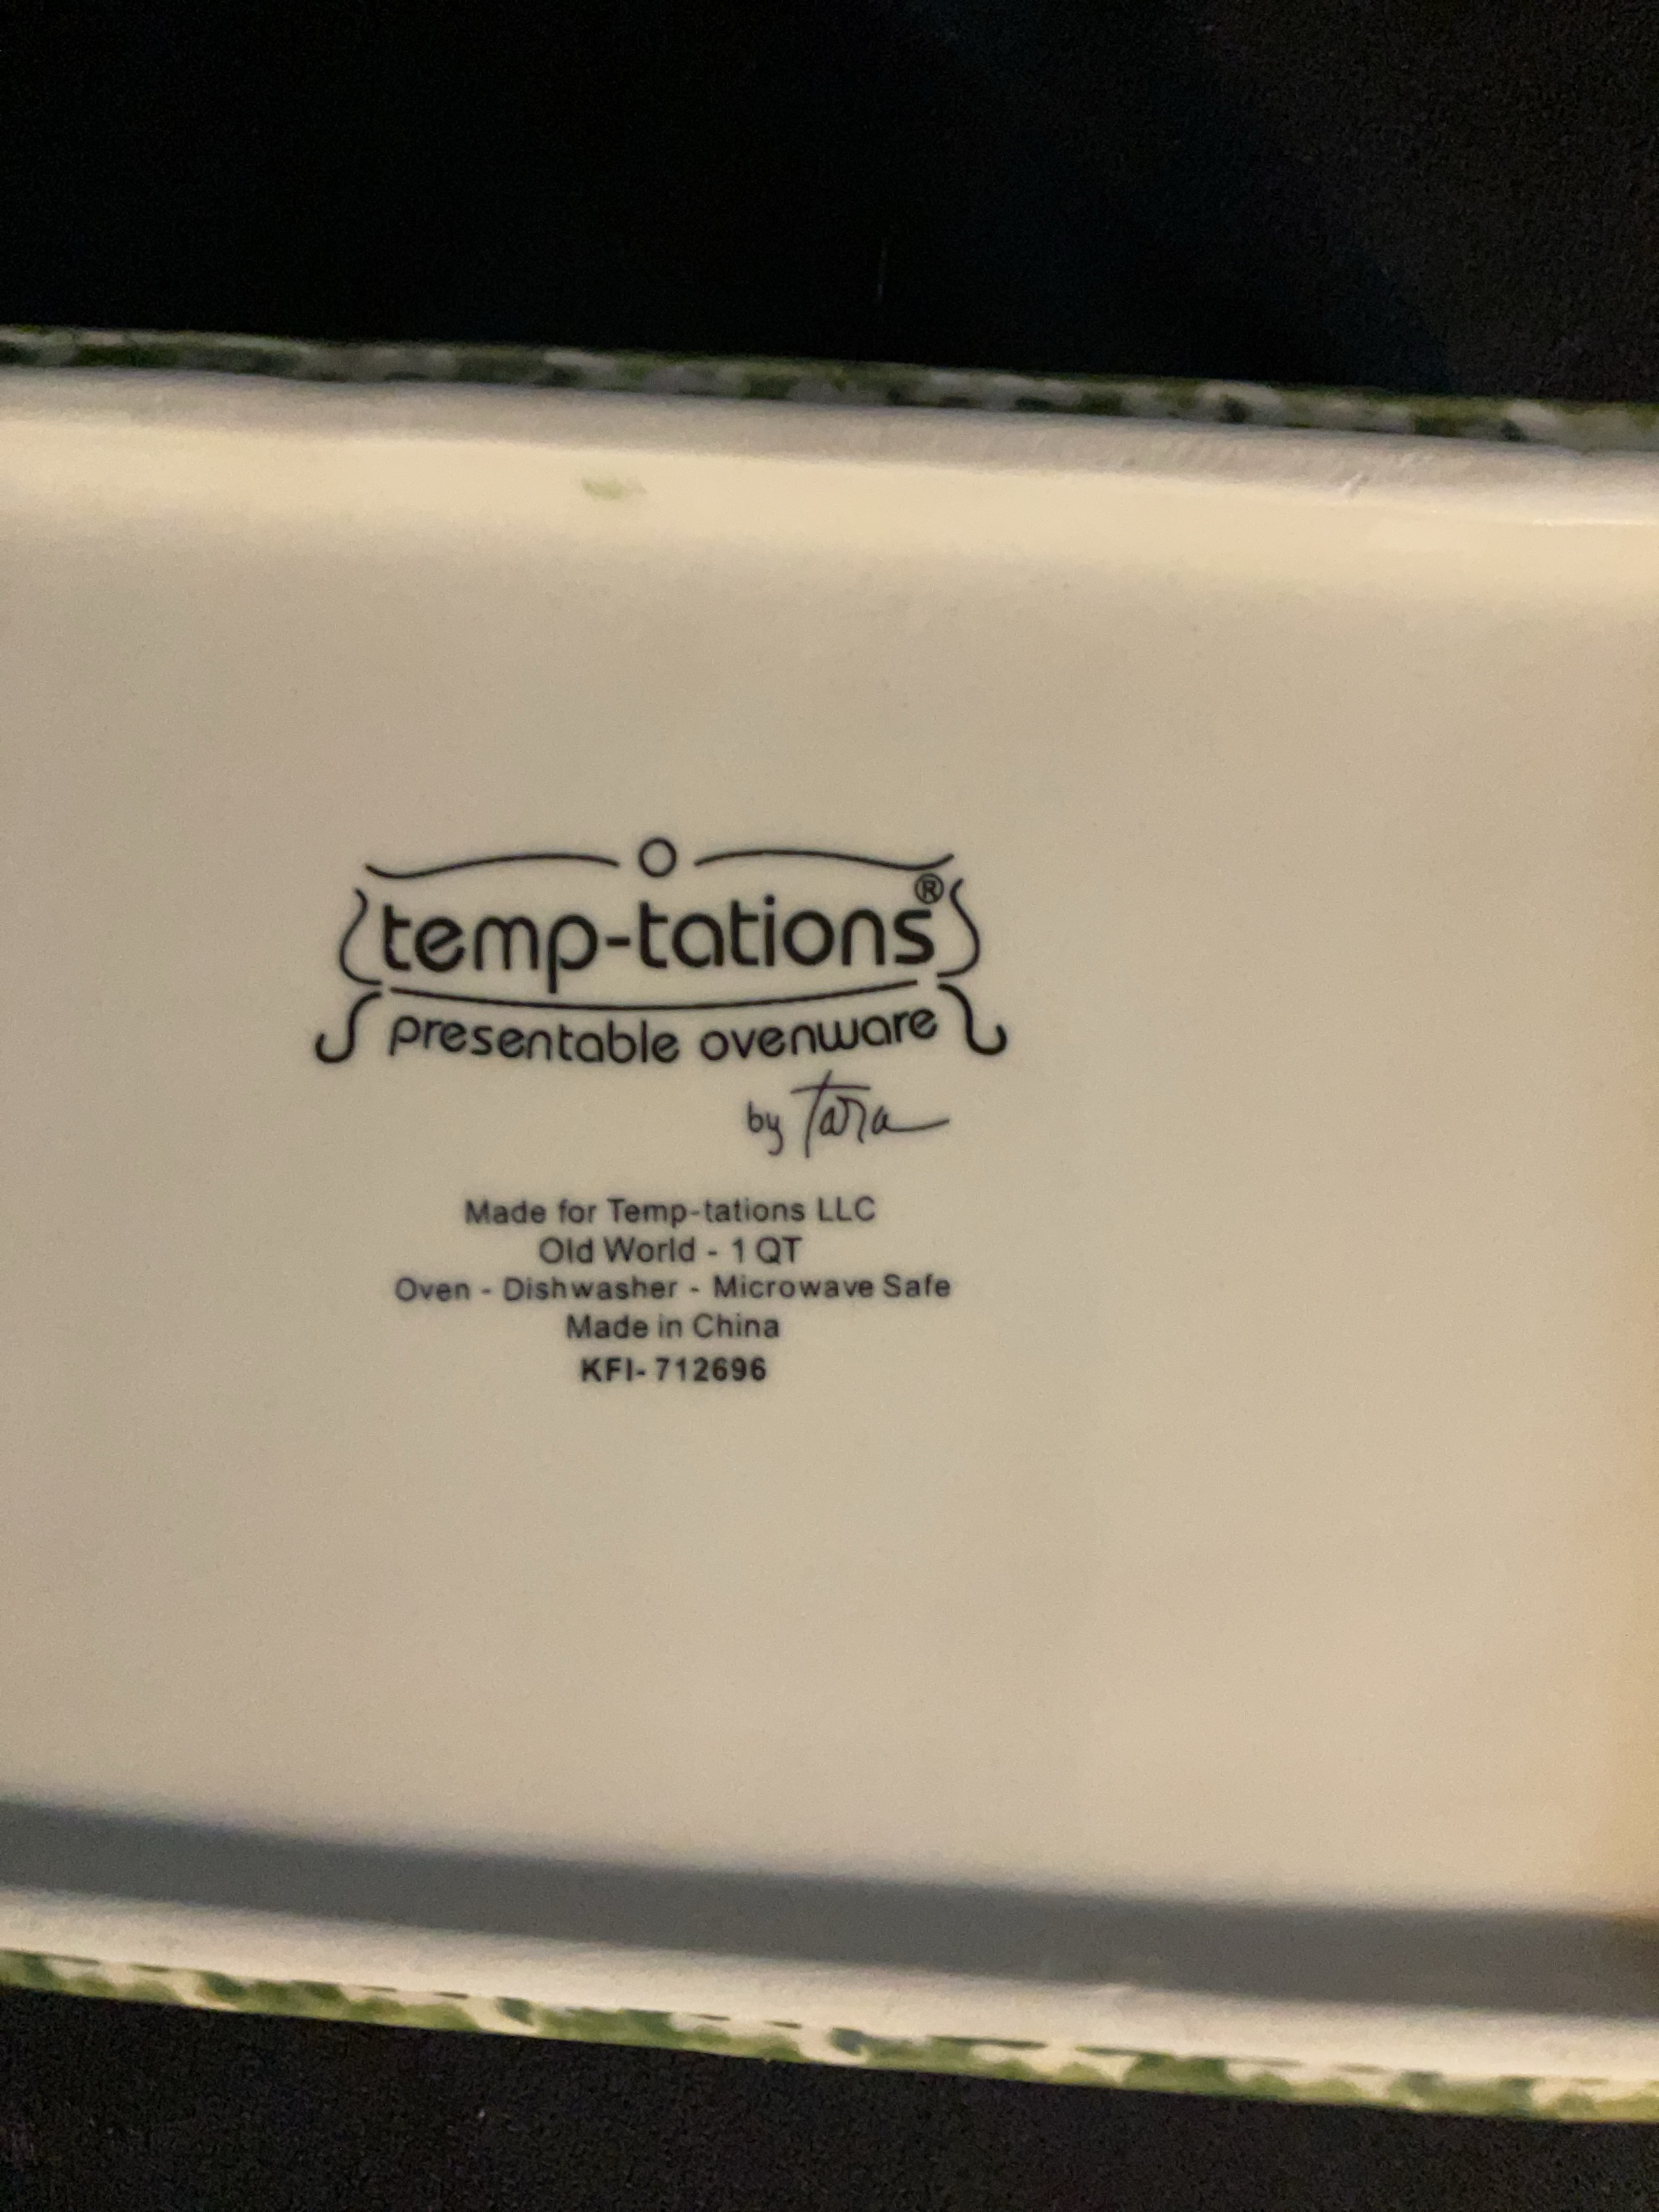 temp-tations®
presentable ovenware
by Tara
Made for Temp-tations LLC
Old World - 1 QT
Oven - Dishwasher - Microwave Safe
Made in China
KFI- 712696